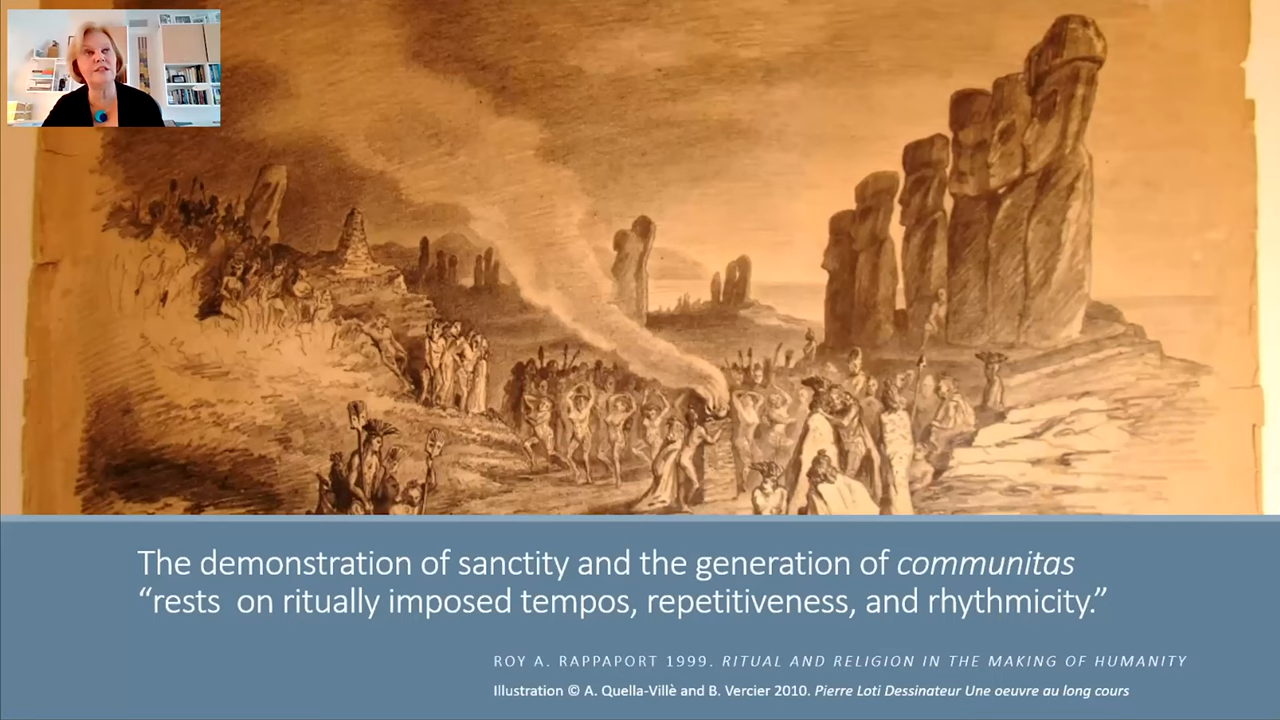 The demonstration of sanctity and the generation of communitas
“rests on ritually imposed tempos, repetitiveness, and rhythmicity.”
ROY A. RAPPAPORT 1999. RITUAL AND RELIGION IN THE MAKING OF HUMANITY
Illustration © A. Quella-Villè and B. Vercier 2010. Pierre Loti Dessinateur Une oeuvre au long cours